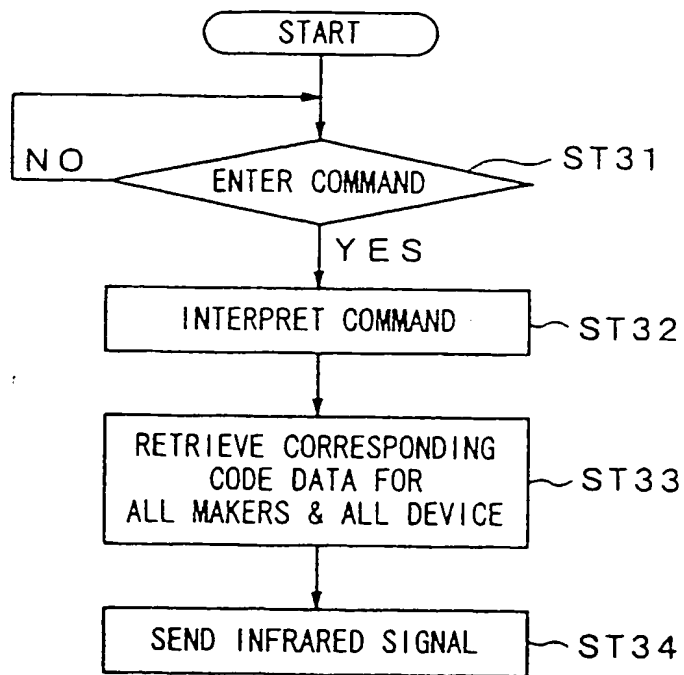 START
NO
ENTER COMMAND
ST31
YES
INTERPRET COMMAND
ST32
RETRIEVE CORRESPONDING
CODE DATA FOR
ALL MAKERS & ALL DEVICE
ST33
SEND INFRARED SIGNAL
ST34